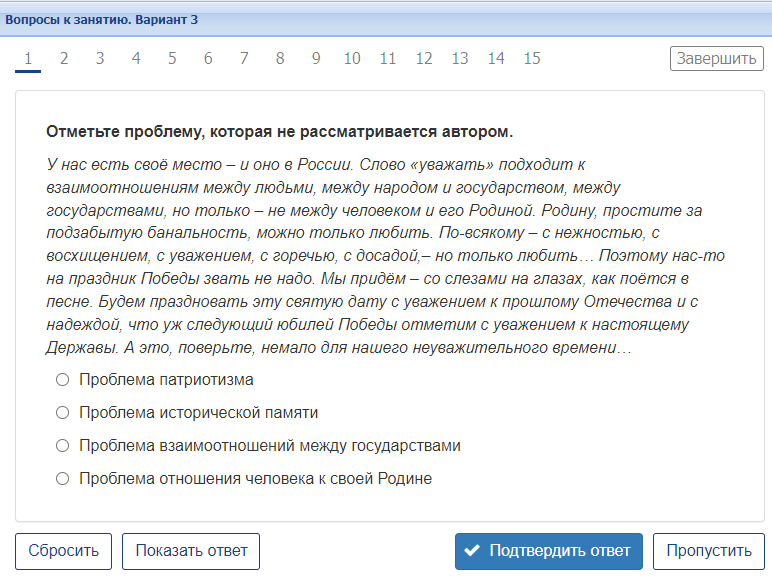 Вопросы к занятию. Вариант 3
1 2 3 4 5 6 7 8 9 10 11 12 13 14 15 Завершить
Отметьте проблему, которая не рассматривается автором.
У нас есть своё место – и оно в России. Слово «уважать» подходит к
взаимоотношениям между людьми, между народом и государством, между
государствами, но только – не между человеком и его Родиной. Родину, простите за
подзабытую банальность, можно только любить. По-всякому – с нежностью, с
восхищением, с уважением, с горечью, с досадой,– но только любить… Поэтому нас-то
на праздник Победы звать не надо. Мы придём – со слезами на глазах, как поётся в
песне. Будем праздновать эту святую дату с уважением к прошлому Отечества и с
надеждой, что уж следующий юбилей Победы отметим с уважением к настоящему
Державы. А это, поверьте, немало для нашего неуважительного времени…
Проблема патриотизма
Проблема исторической памяти
Проблема взаимоотношений между государствами
Проблема отношения человека к своей Родине
Сбросить Показать ответ Подтвердить ответ Пропустить